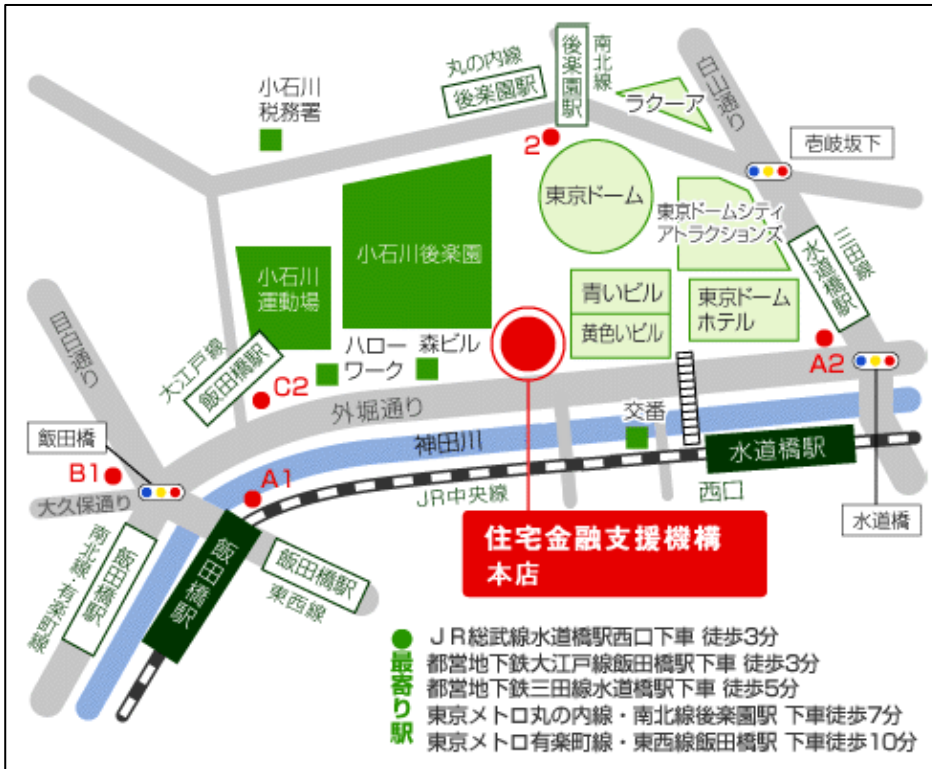 小石川
税務署
丸の内線
後楽園駅
後楽園駅
南北線
ラクーア
白山通り
壱岐坂下
2
東京ドーム
東京ドームシティ
アトラクションズ
小石川後楽園
小石川
運動場
青いビル
黄色いビル
東京ドーム
ホテル
水道橋駅
三田線
A2
目白通り
大江戸線
飯田橋駅
C2
ハロー
ワーク
森ビル
外堀通り
神田川
交番
水道橋駅
西口
水道橋
飯田橋
B1
大久保通り
A1
JR中央線
南北線・有楽町線
飯田橋駅
飯田橋駅
飯田橋駅
東西線
住宅金融支援機構
本店
●最寄り駅
JR総武線水道橋駅西口下車 徒歩3分
都営地下鉄大江戸線飯田橋駅下車 徒歩3分
都営地下鉄三田線水道橋駅下車 徒歩5分
東京メトロ丸の内線・南北線後楽園駅 下車徒歩7分
東京メトロ有楽町線・東西線飯田橋駅 下車徒歩10分